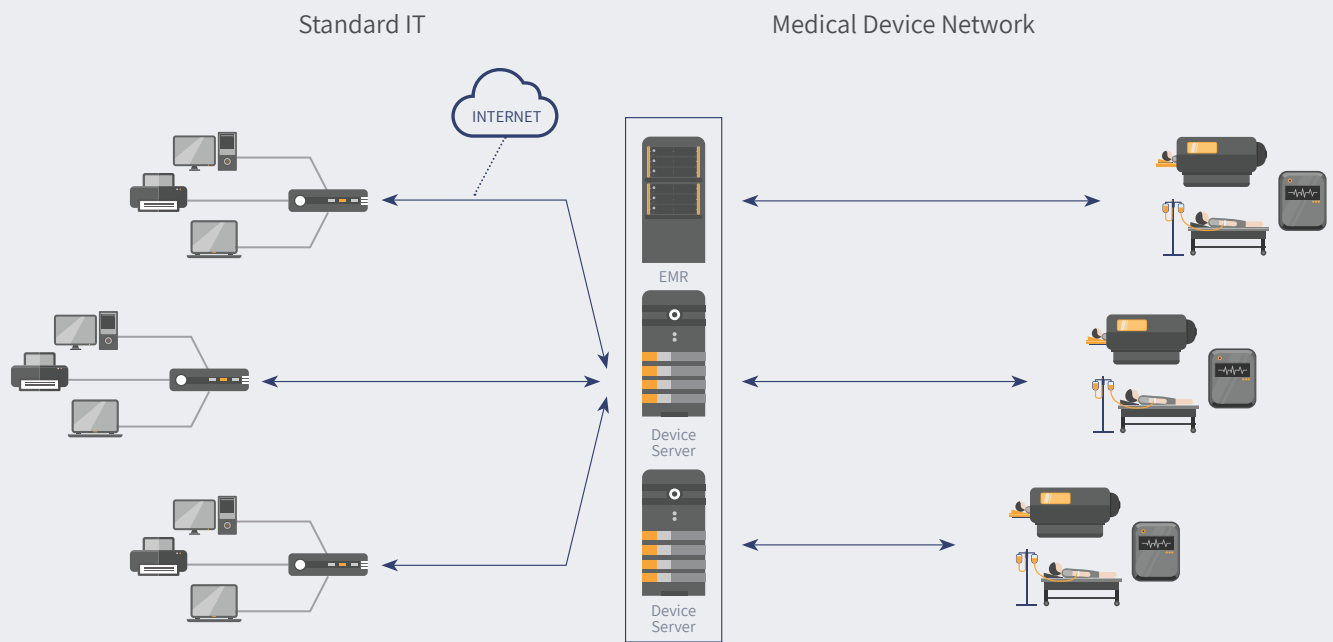 Standard IT
Medical Device Network
INTERNET
EMR
Device
Server
Device
Server